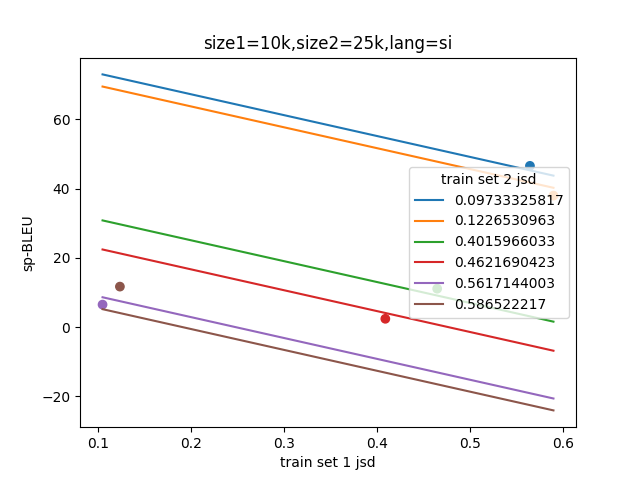 size1=10k,size2=25k,lang=si
sp-BLEU
60
40
20
0
−20
train set 2 jsd
0.09733325817
0.1226530963
0.4015966033
0.4621690423
0.5617144003
0.586522217
0.1 0.2 0.3 0.4 0.5 0.6
train set 1 jsd